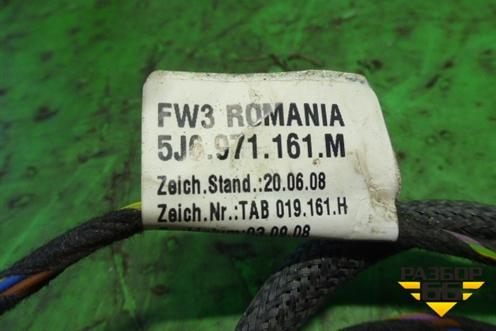 FW3 ROMANIA
5J6.971.161.M
Zeich.Stand.:20.06.08
Zeich.Nr.:TAB 019.161.H
РАЗБОР
66